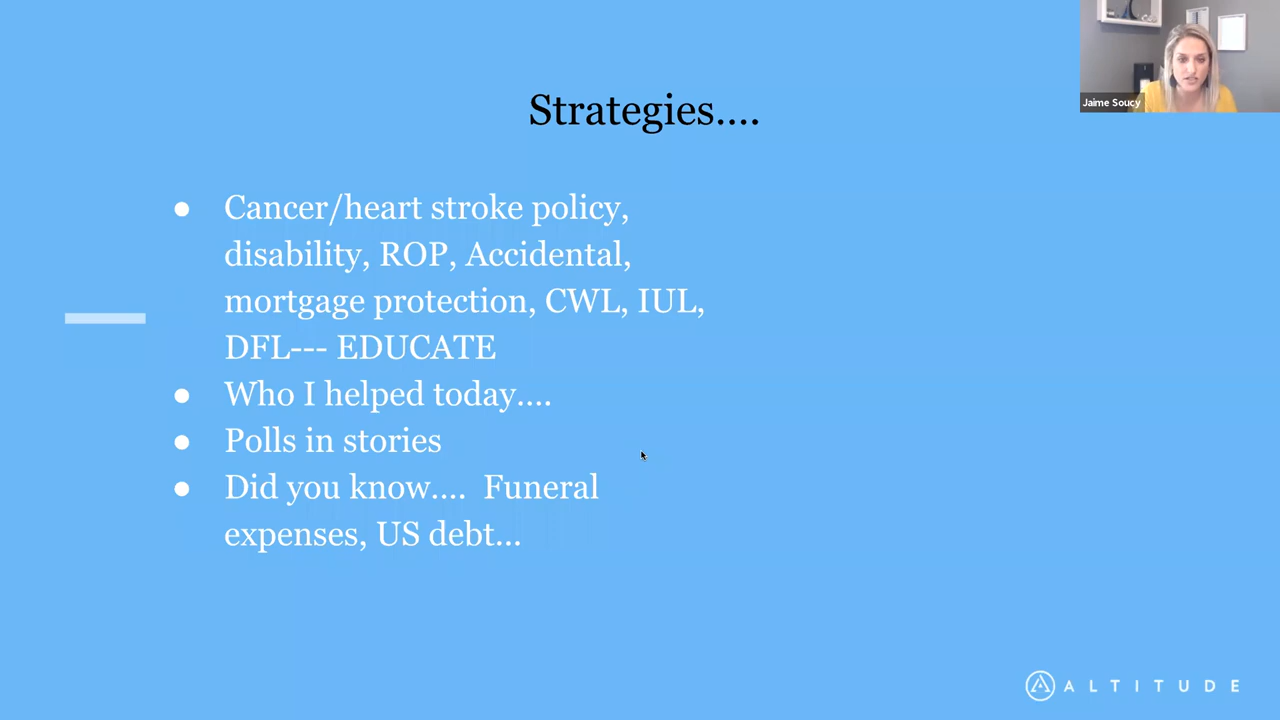 Jaime Soucy
Strategies....
● Cancer/heart stroke policy,
disability, ROP, Accidental,
mortgage protection, CWL, IUL,
DFL--- EDUCATE
● Who I helped today....
● Polls in stories
● Did you know....  Funeral
expenses, US debt...
ALTITUDE